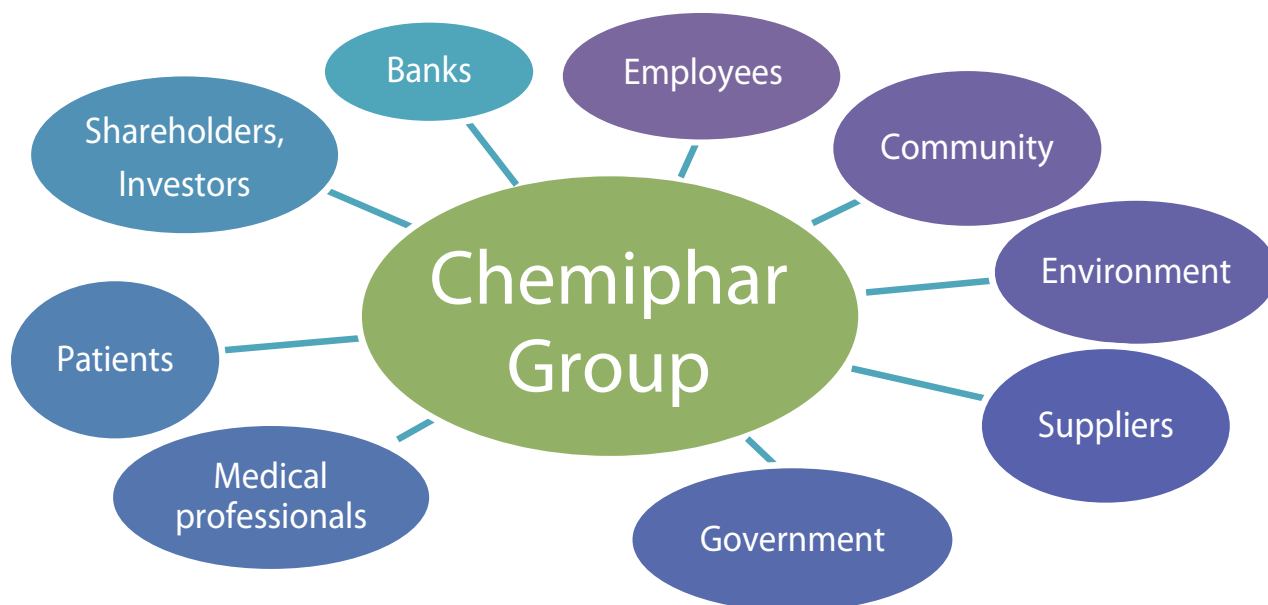 Banks
Employees
Shareholders,
Investors
Community
Chemiphar
Group
Environment
Patients
Suppliers
Medical
professionals
Government